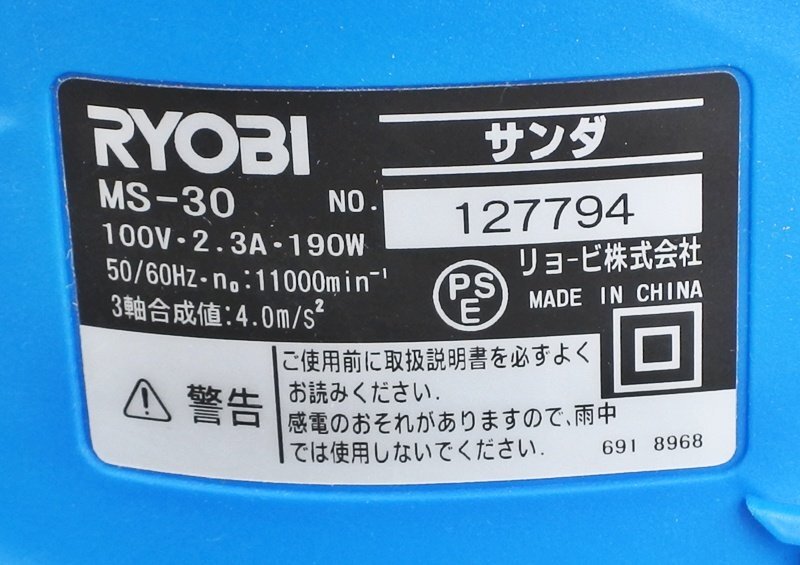 RYOBI
サンダ
MS-30
NO.
127794
100V・2.3A・190W
50/60Hz・n₀:11000min⁻¹
3軸合成値:4.0m/s²
PSE
リョービ株式会社
MADE IN CHINA
警告
ご使用前に取扱説明書を必ずよく
お読みください.
感電のおそれがありますので、雨中
では使用しないでください.
691 8968